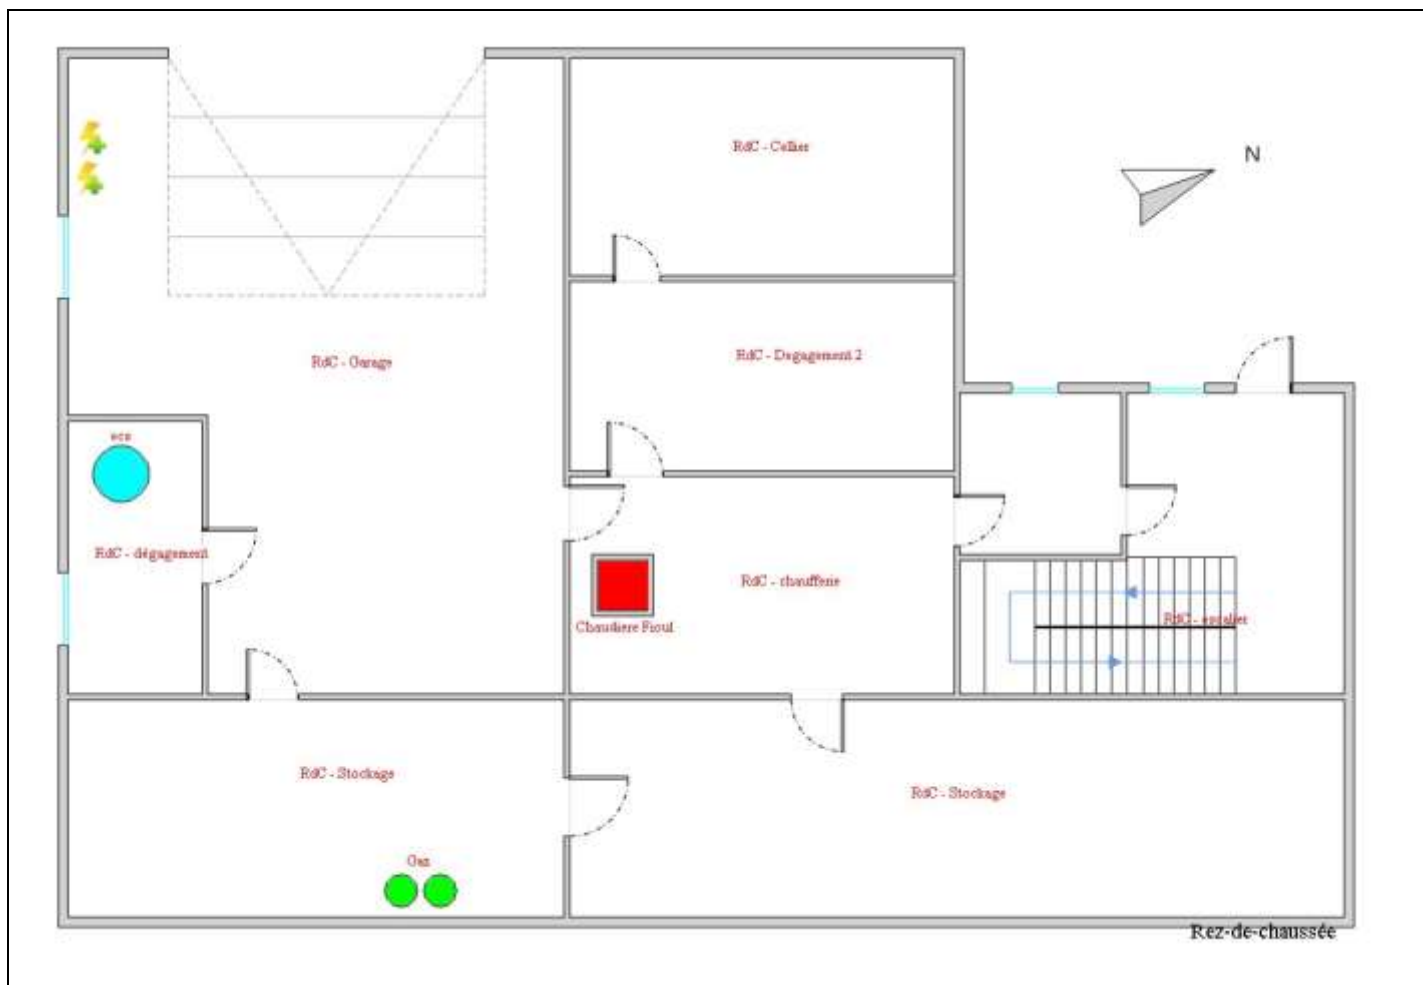 RdC - Cellier
N
RdC - Degagement 2
RdC - Garage
ecs
RdC - dégagement
RdC - chaufferie
Chaudiere Fioul
RdC - escalier
RdC - Stockage
RdC - Stockage
Gaz
Rez-de-chaussée